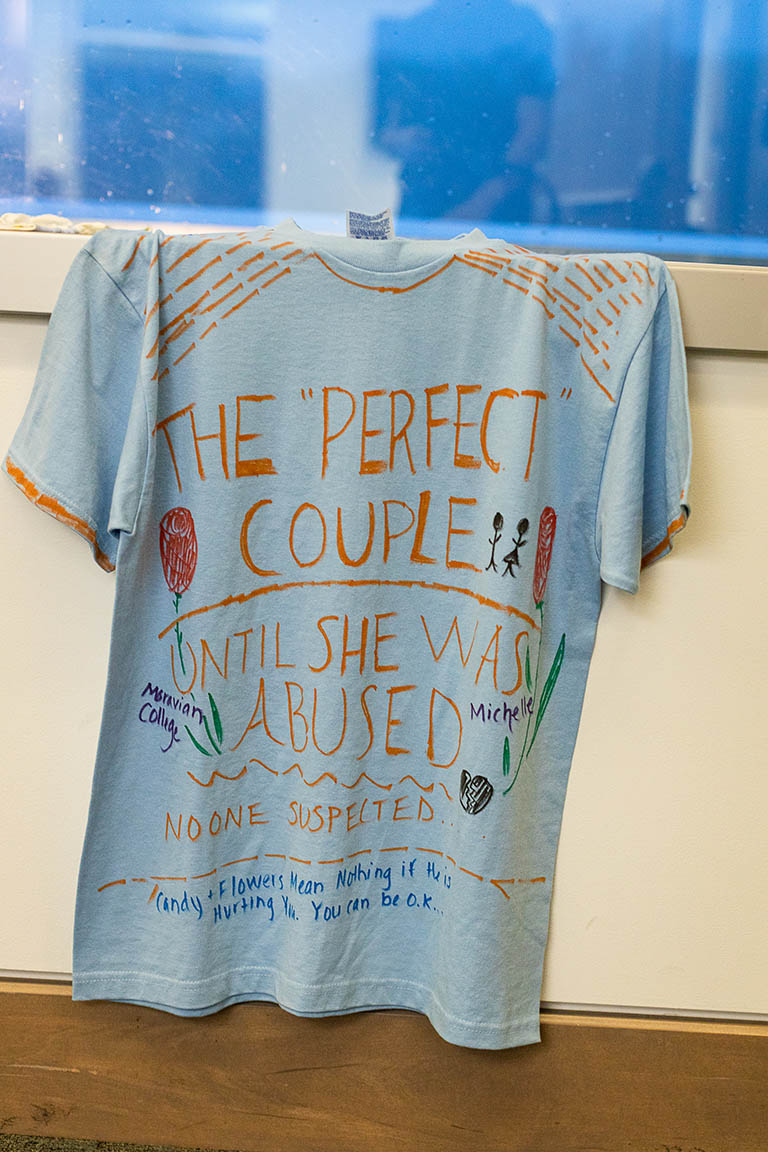 THE "PERFECT"
COUPLE
UNTIL SHE WAS
ABUSED
Moravian
College
Michelle
NO ONE SUSPECTED..
Candy + Flowers Mean Nothing if he is
Hurting You. You can be o.k...